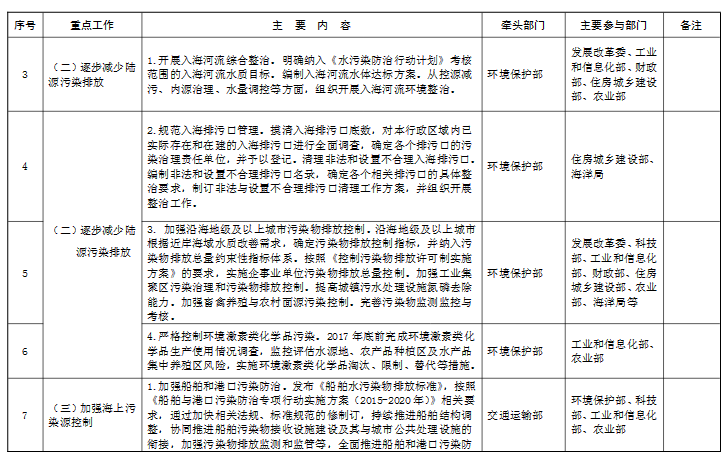 序号 重点工作 主 要 内 容 牵头部门 主要参与部门 备注
3
（二）逐步减少陆
源污染排放
1.开展入海河流综合整治。明确纳入《水污染防治行动计划》考核
范围的入海河流水质目标。编制入海河流水体达标方案。从控源减
污、内源治理、水量调控等方面，组织开展入海河流环境整治。
环境保护部
发展改革委、工业
和信息化部、财政
部、住房城乡建设
部、农业部
4
（二）逐步减少陆
源污染排放
2.规范入海排污口管理。摸清入海排污口底数，对本行政区域内已
实际存在和在建的入海排污口进行全面调查，确定各个排污口的污
染治理责任单位，并予以登记。清理非法和设置不合理入海排污口。
编制非法和设置不合理排污口名录，确定各个相关排污口的具体整
治要求，制订非法与设置不合理排污口清理工作方案，并组织开展
整治工作。
环境保护部
住房城乡建设部、
海洋局
5
3. 加强沿海地级及以上城市污染物排放控制。沿海地级及以上城市
根据近岸海域水质改善需求，确定污染物排放控制指标，并纳入污
染物排放总量约束性指标体系。按照《控制污染物排放许可制实施
方案》的要求，实施企事业单位污染物排放总量控制。加强工业集
聚区污染治理和污染物排放控制。提高城镇污水处理设施氮磷去除
能力。加强畜禽养殖与农村面源污染控制。完善污染物监测监控与
考核。
环境保护部
发展改革委、科技
部、工业和信息化
部、财政部、住房
城乡建设部、农业
部、海洋局等
6
4.严格控制环境激素类化学品污染。2017 年底前完成环境激素类化
学品生产使用情况调查，监控评估水源地、农产品种植区及水产品
集中养殖区风险，实施环境激素类化学品淘汰、限制、替代等措施。
环境保护部
工业和信息化部、
农业部
7
（三）加强海上污
染源控制
1.加强船舶和港口污染防治。发布《船舶水污染物排放标准》，按照
《船舶与港口污染防治专项行动实施方案（2015-2020 年）》相关要
求，通过加快相关法规、标准规范的修制订，持续推进船舶结构调
整，协同推进船舶污染物接收设施建设及其与城市公共处理设施的
衔接，加强污染物排放监测和监管等，全面推进船舶和港口污染防
交通运输部
环境保护部、科技
部、工业和信息化
部、农业部